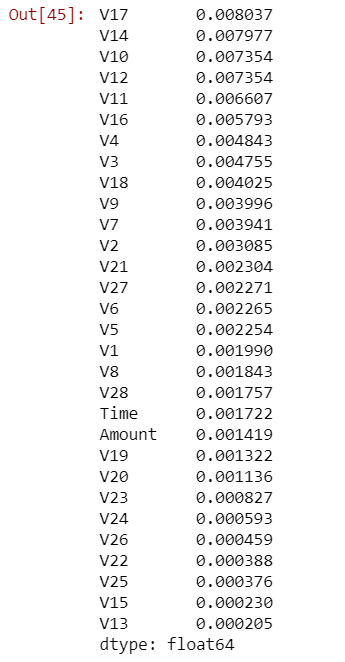 Out[45]: V17 0.008037
V14 0.007977
V10 0.007354
V12 0.007354
V11 0.006607
V16 0.005793
V4 0.004843
V3 0.004755
V18 0.004025
V9 0.003996
V7 0.003941
V2 0.003085
V21 0.002304
V27 0.002271
V6 0.002265
V5 0.002254
V1 0.001990
V8 0.001843
V28 0.001757
Time 0.001722
Amount 0.001419
V19 0.001322
V20 0.001136
V23 0.000827
V24 0.000593
V26 0.000459
V22 0.000388
V25 0.000376
V15 0.000230
V13 0.000205
dtype: float64